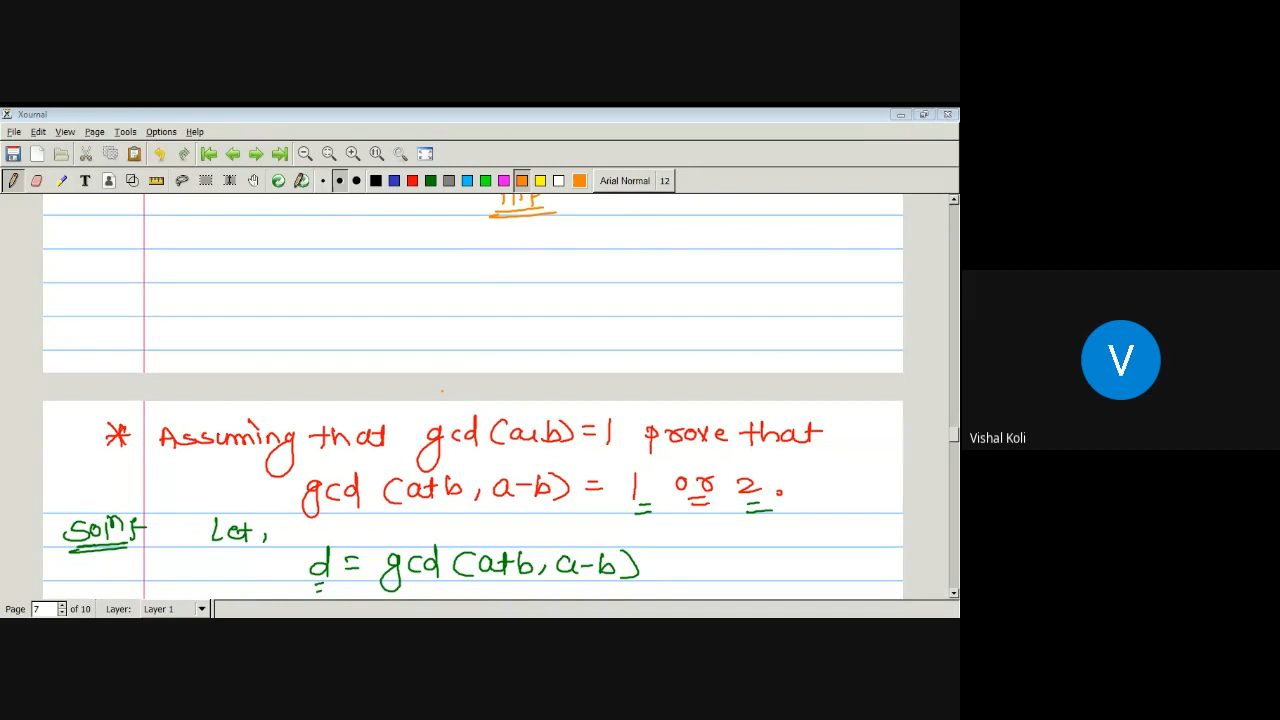 Xournal
File Edit View Page Tools Options Help
Arial Normal 12
* Assuming that gcd (a,b) = 1 prove that
gcd (a+b, a-b) = 1 or 2.
Let,
d = gcd (a+b, a-b)
Page 7 of 10 Layer: Layer 1
V
Vishal Koli